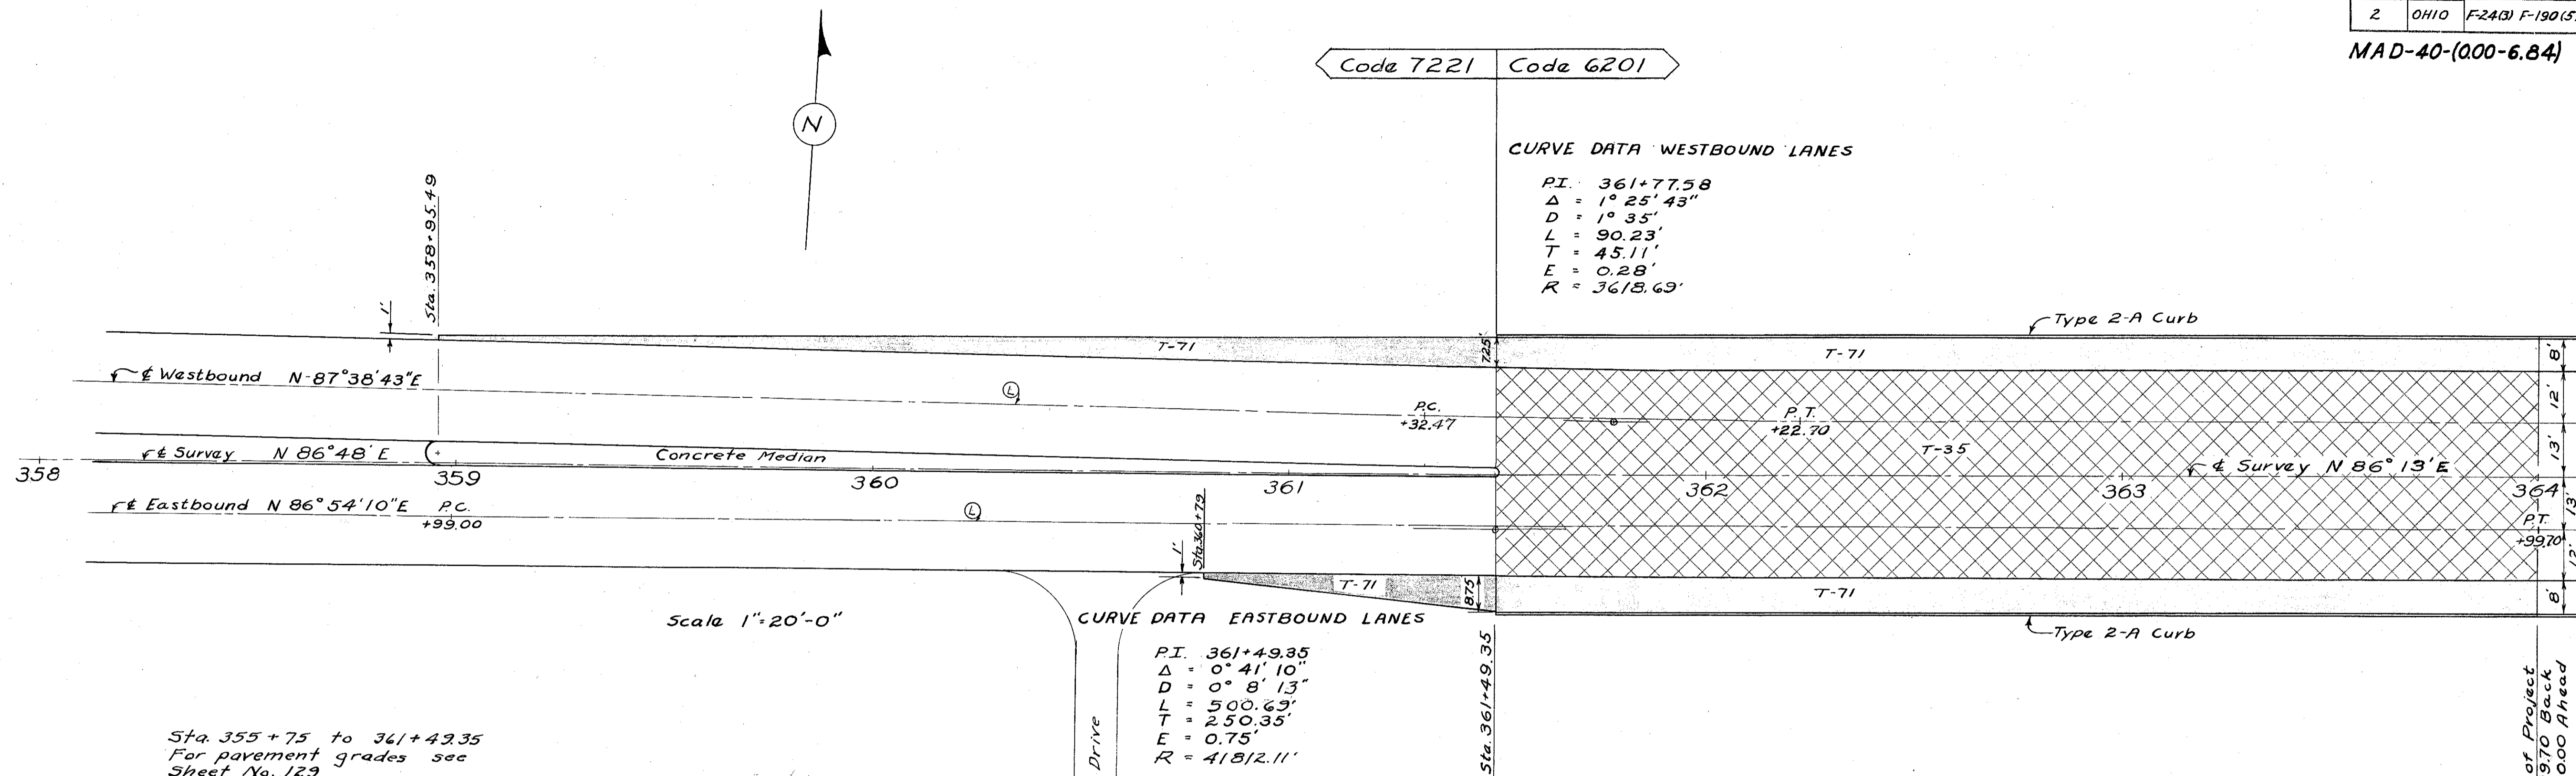 2 OHIO F-24(3) F-190(5
MAD-40-(0.00-6.84)
Code 7221 Code 6201
N
CURVE DATA WESTBOUND LANES
P.I. 361+77.58
Δ = 1° 25' 43"
D = 1° 35'
L = 90.23'
T = 45.11'
E = 0.28'
R = 3618.69'
Sta. 358+95.49
1'
Type 2-A Curb
T-71
7.25'
T-71
8'
℄ Westbound N-87°38'43"E
L
P.C.
+32.47
P.T.
+22.70
12'
℄ Survey N 86°48' E
Concrete Median
T-35
℄ Survey N 86° 13' E
13'
358 359 360 361 362 363 364
℄ Eastbound N 86°54'10"E
P.C.
+99.00
L
Sta. 360+79
1'
13'
P.T.
+99.70
12'
T-71
8.75
T-71
8'
Scale 1"=20'-0"
Type 2-A Curb
CURVE DATA EASTBOUND LANES
P.I. 361+49.35
Δ = 0° 41' 10"
D = 0° 8' 13"
L = 500.69'
T = 250.35'
E = 0.75'
R = 41812.11'
Drive
Sta. 361+49.35
of Project
9.70 Back
0.00 Ahead
Sta. 355+75 to 361+49.35
For pavement grades see
Sheet No. 129